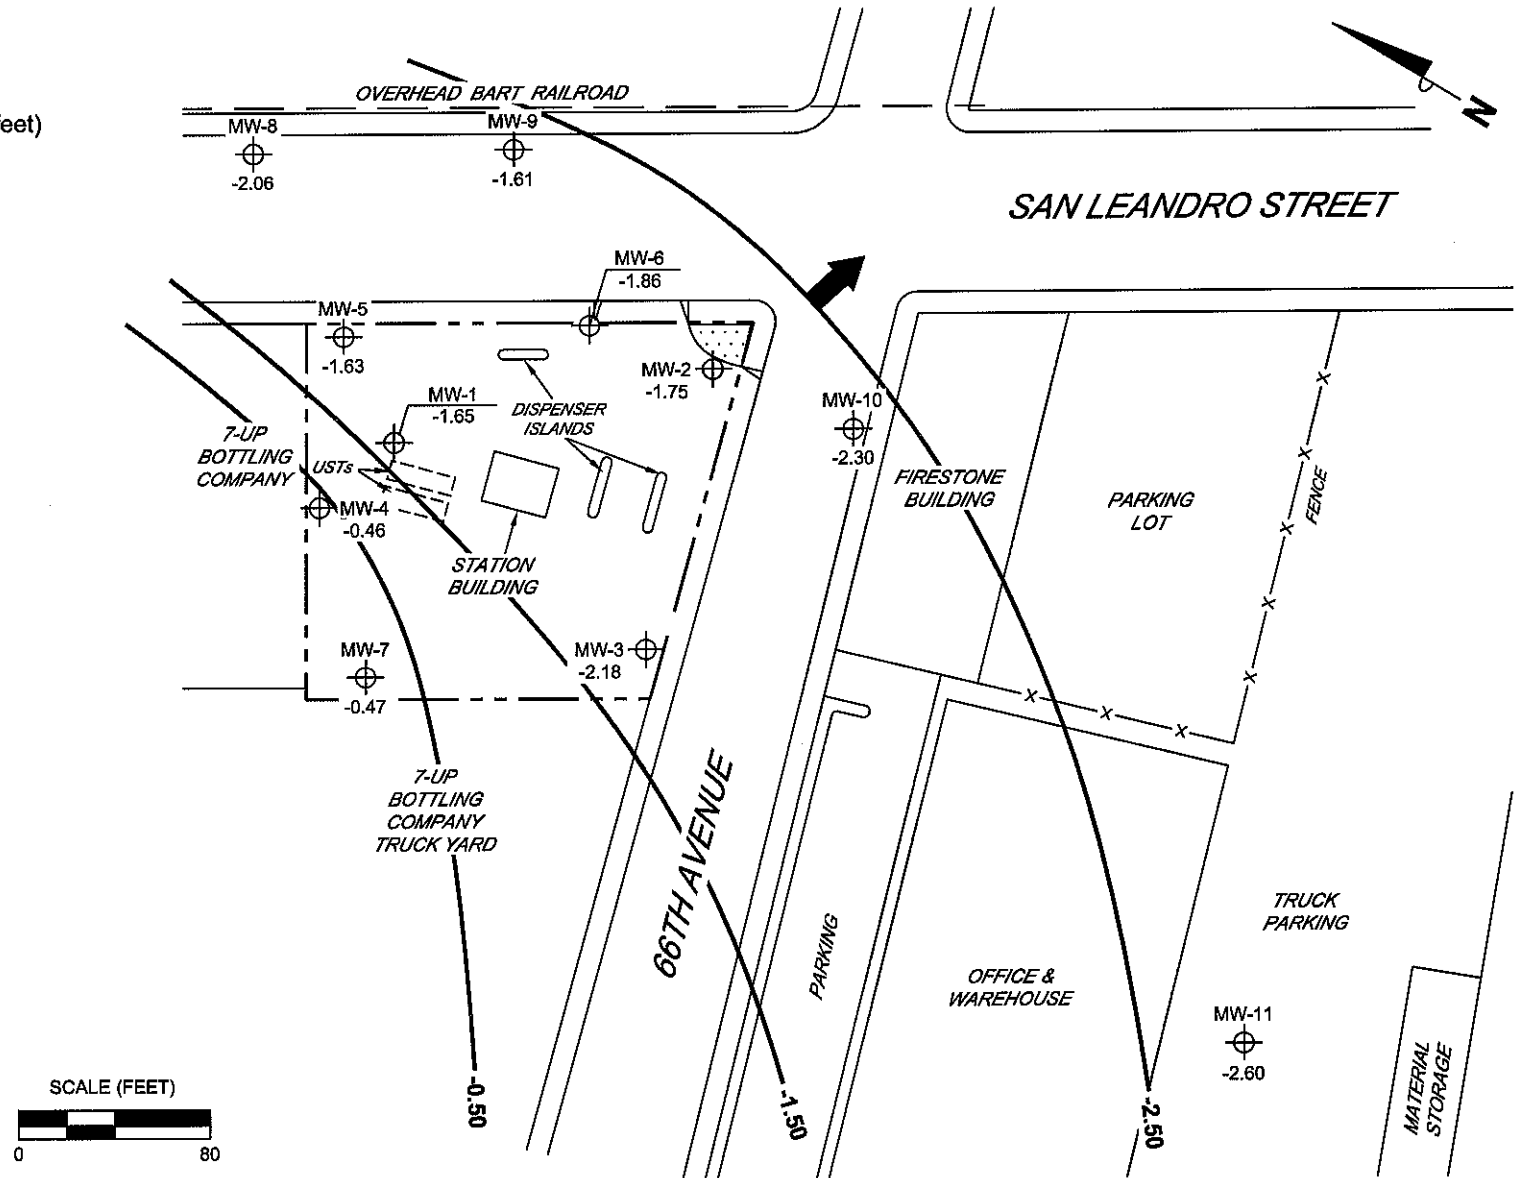 OVERHEAD BART RAILROAD
feet)
MW-8
-2.06
MW-9
-1.61
N
SAN LEANDRO STREET
MW-6
-1.86
MW-5
-1.63
MW-2
-1.75
MW-1
-1.65
DISPENSER
ISLANDS
MW-10
-2.30
7-UP
BOTTLING
COMPANY
USTs
MW-4
-0.46
FIRESTONE
BUILDING
PARKING
LOT
FENCE
X
X
X
X
X
X
X
X
STATION
BUILDING
MW-7
-0.47
MW-3
-2.18
7-UP
BOTTLING
COMPANY
TRUCK YARD
66TH AVENUE
PARKING
OFFICE &
WAREHOUSE
TRUCK
PARKING
MW-11
-2.60
MATERIAL
STORAGE
-0.50
-1.50
-2.50
SCALE (FEET)
0
80